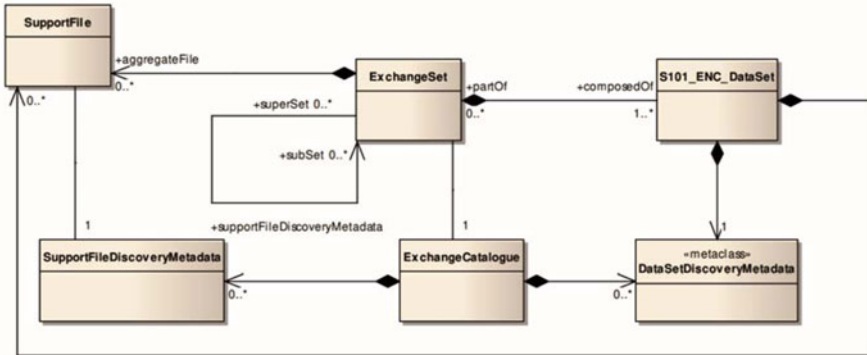 SupportFile
+aggregateFile
0..*
0..*
ExchangeSet
+superSet 0..*
+subSet 0..*
+partOf
0..*
+composedOf
1..*
S101_ENC_DataSet
1
+supportFileDiscoveryMetadata
1
1
SupportFileDiscoveryMetadata
0..*
ExchangeCatalogue
0..*
«metaclass»
DataSetDiscoveryMetadata